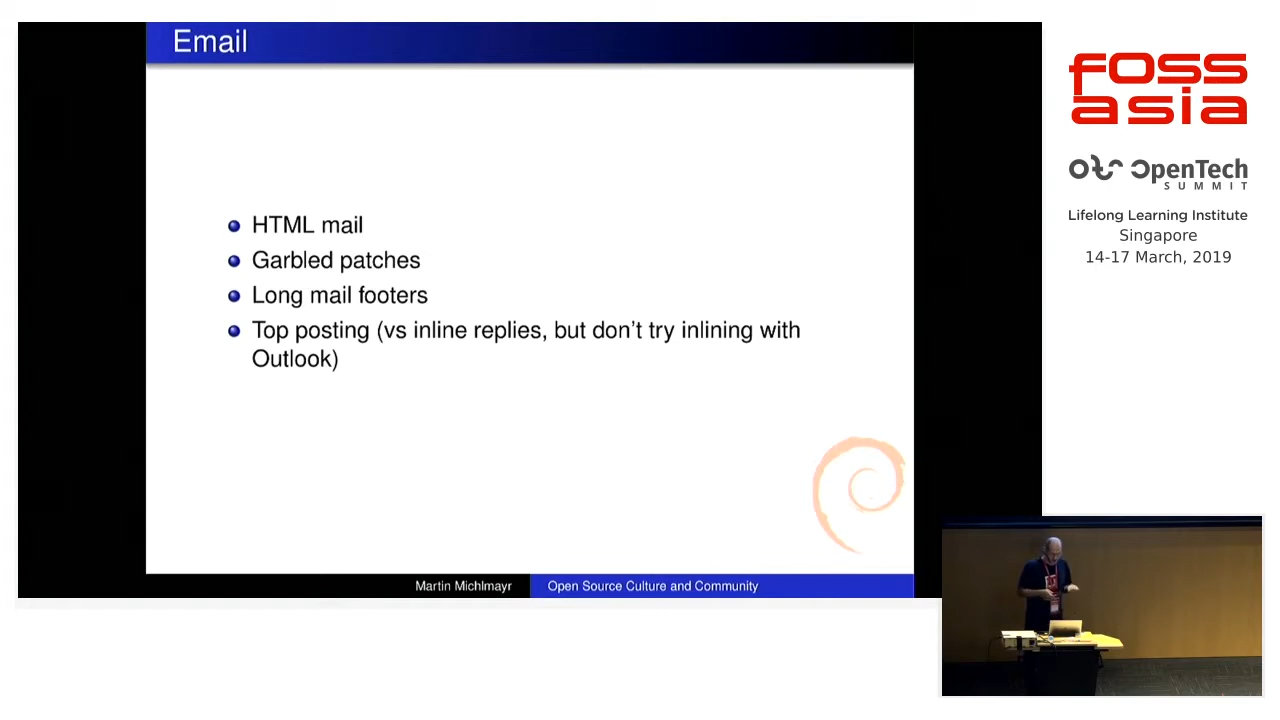 Email
HTML mail
Garbled patches
Long mail footers
Top posting (vs inline replies, but don't try inlining with
Outlook)
Martin Michlmayr
Open Source Culture and Community
fOSS
asia
OpenTech
SUMMIT
Lifelong Learning Institute
Singapore
14-17 March, 2019